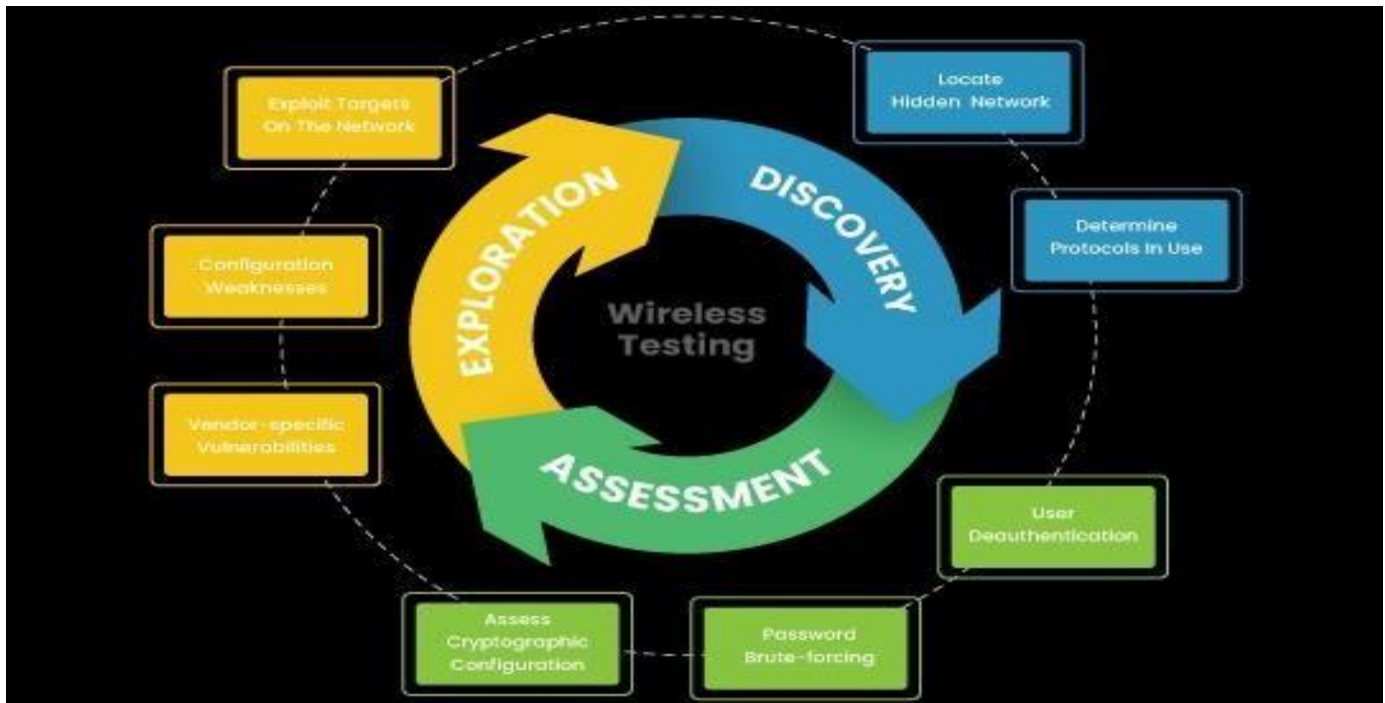 Locate
Hidden Network
Exploit Targets
On The Network
DISCOVERY
EXPLORATION
Determine
Protocols In Use
Configuration
Weaknesses
Wireless
Testing
Vendor-specific
Vulnerabilities
ASSESSMENT
User
Deauthentication
Assess
Cryptographic
Configuration
Password
Brute-forcing